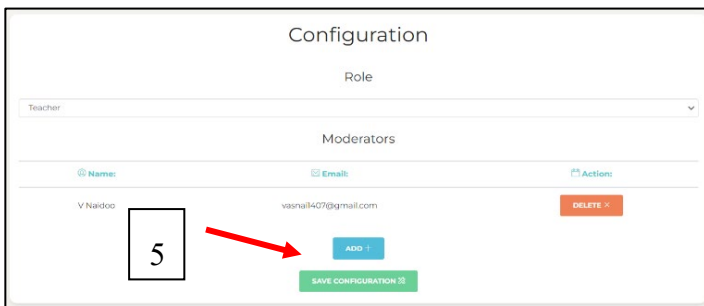 Configuration
Role
Teacher
Moderators
Name: Email: Action:
V Naidoo vasnail407@gmail.com DELETE ×
5
ADD +
SAVE CONFIGURATION